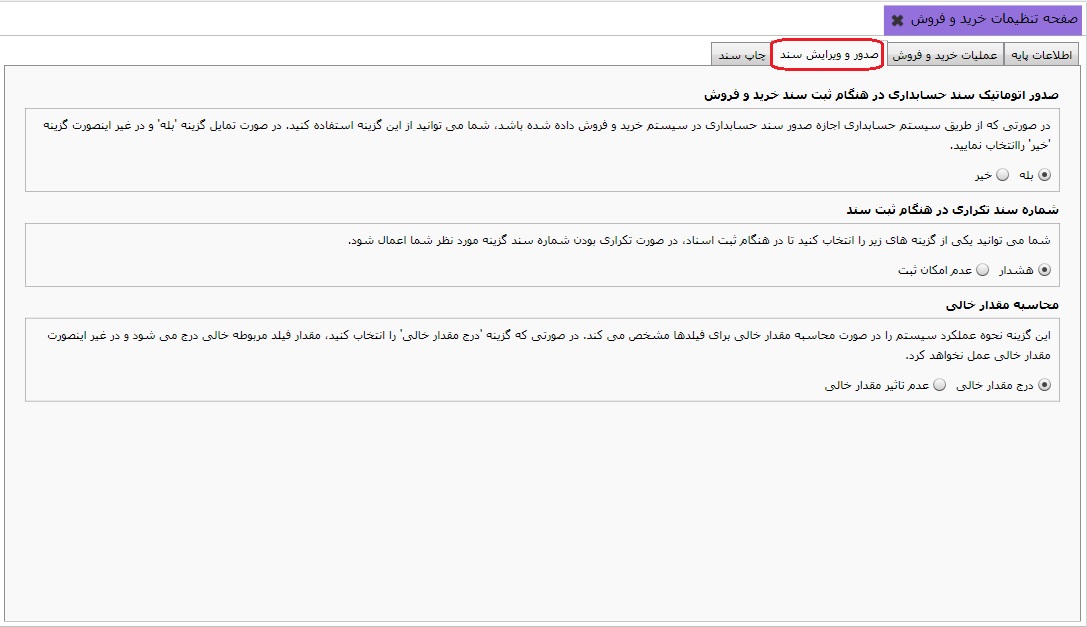 صفحه تنظیمات خرید و فروش
اطلاعات پایه
عملیات خرید و فروش
صدور و ویرایش سند
چاپ سند
صدور اتوماتیک سند حسابداری در هنگام ثبت سند خرید و فروش
در صورتی که از طریق سیستم حسابداری اجازه صدور سند حسابداری در سیستم خرید و فروش داده شده باشد، شما می توانید از این گزینه استفاده کنید. در صورت تمایل گزینه 'بله' و در غیر اینصورت گزینه
'خیر' راانتخاب نمایید.
بله خیر
شماره سند تکراری در هنگام ثبت سند
شما می توانید یکی از گزینه های زیر را انتخاب کنید تا در هنگام ثبت اسناد، در صورت تکراری بودن شماره سند گزینه مورد نظر شما اعمال شود.
هشدار عدم امکان ثبت
محاسبه مقدار خالی
این گزینه نحوه عملکرد سیستم را در صورت محاسبه مقدار خالی برای فیلدها مشخص می کند. در صورتی که گزینه 'درج مقدار خالی' را انتخاب کنید، مقدار فیلد مربوطه خالی درج می شود و در غیر اینصورت
مقدار خالی عمل نخواهد کرد.
درج مقدار خالی عدم تاثیر مقدار خالی